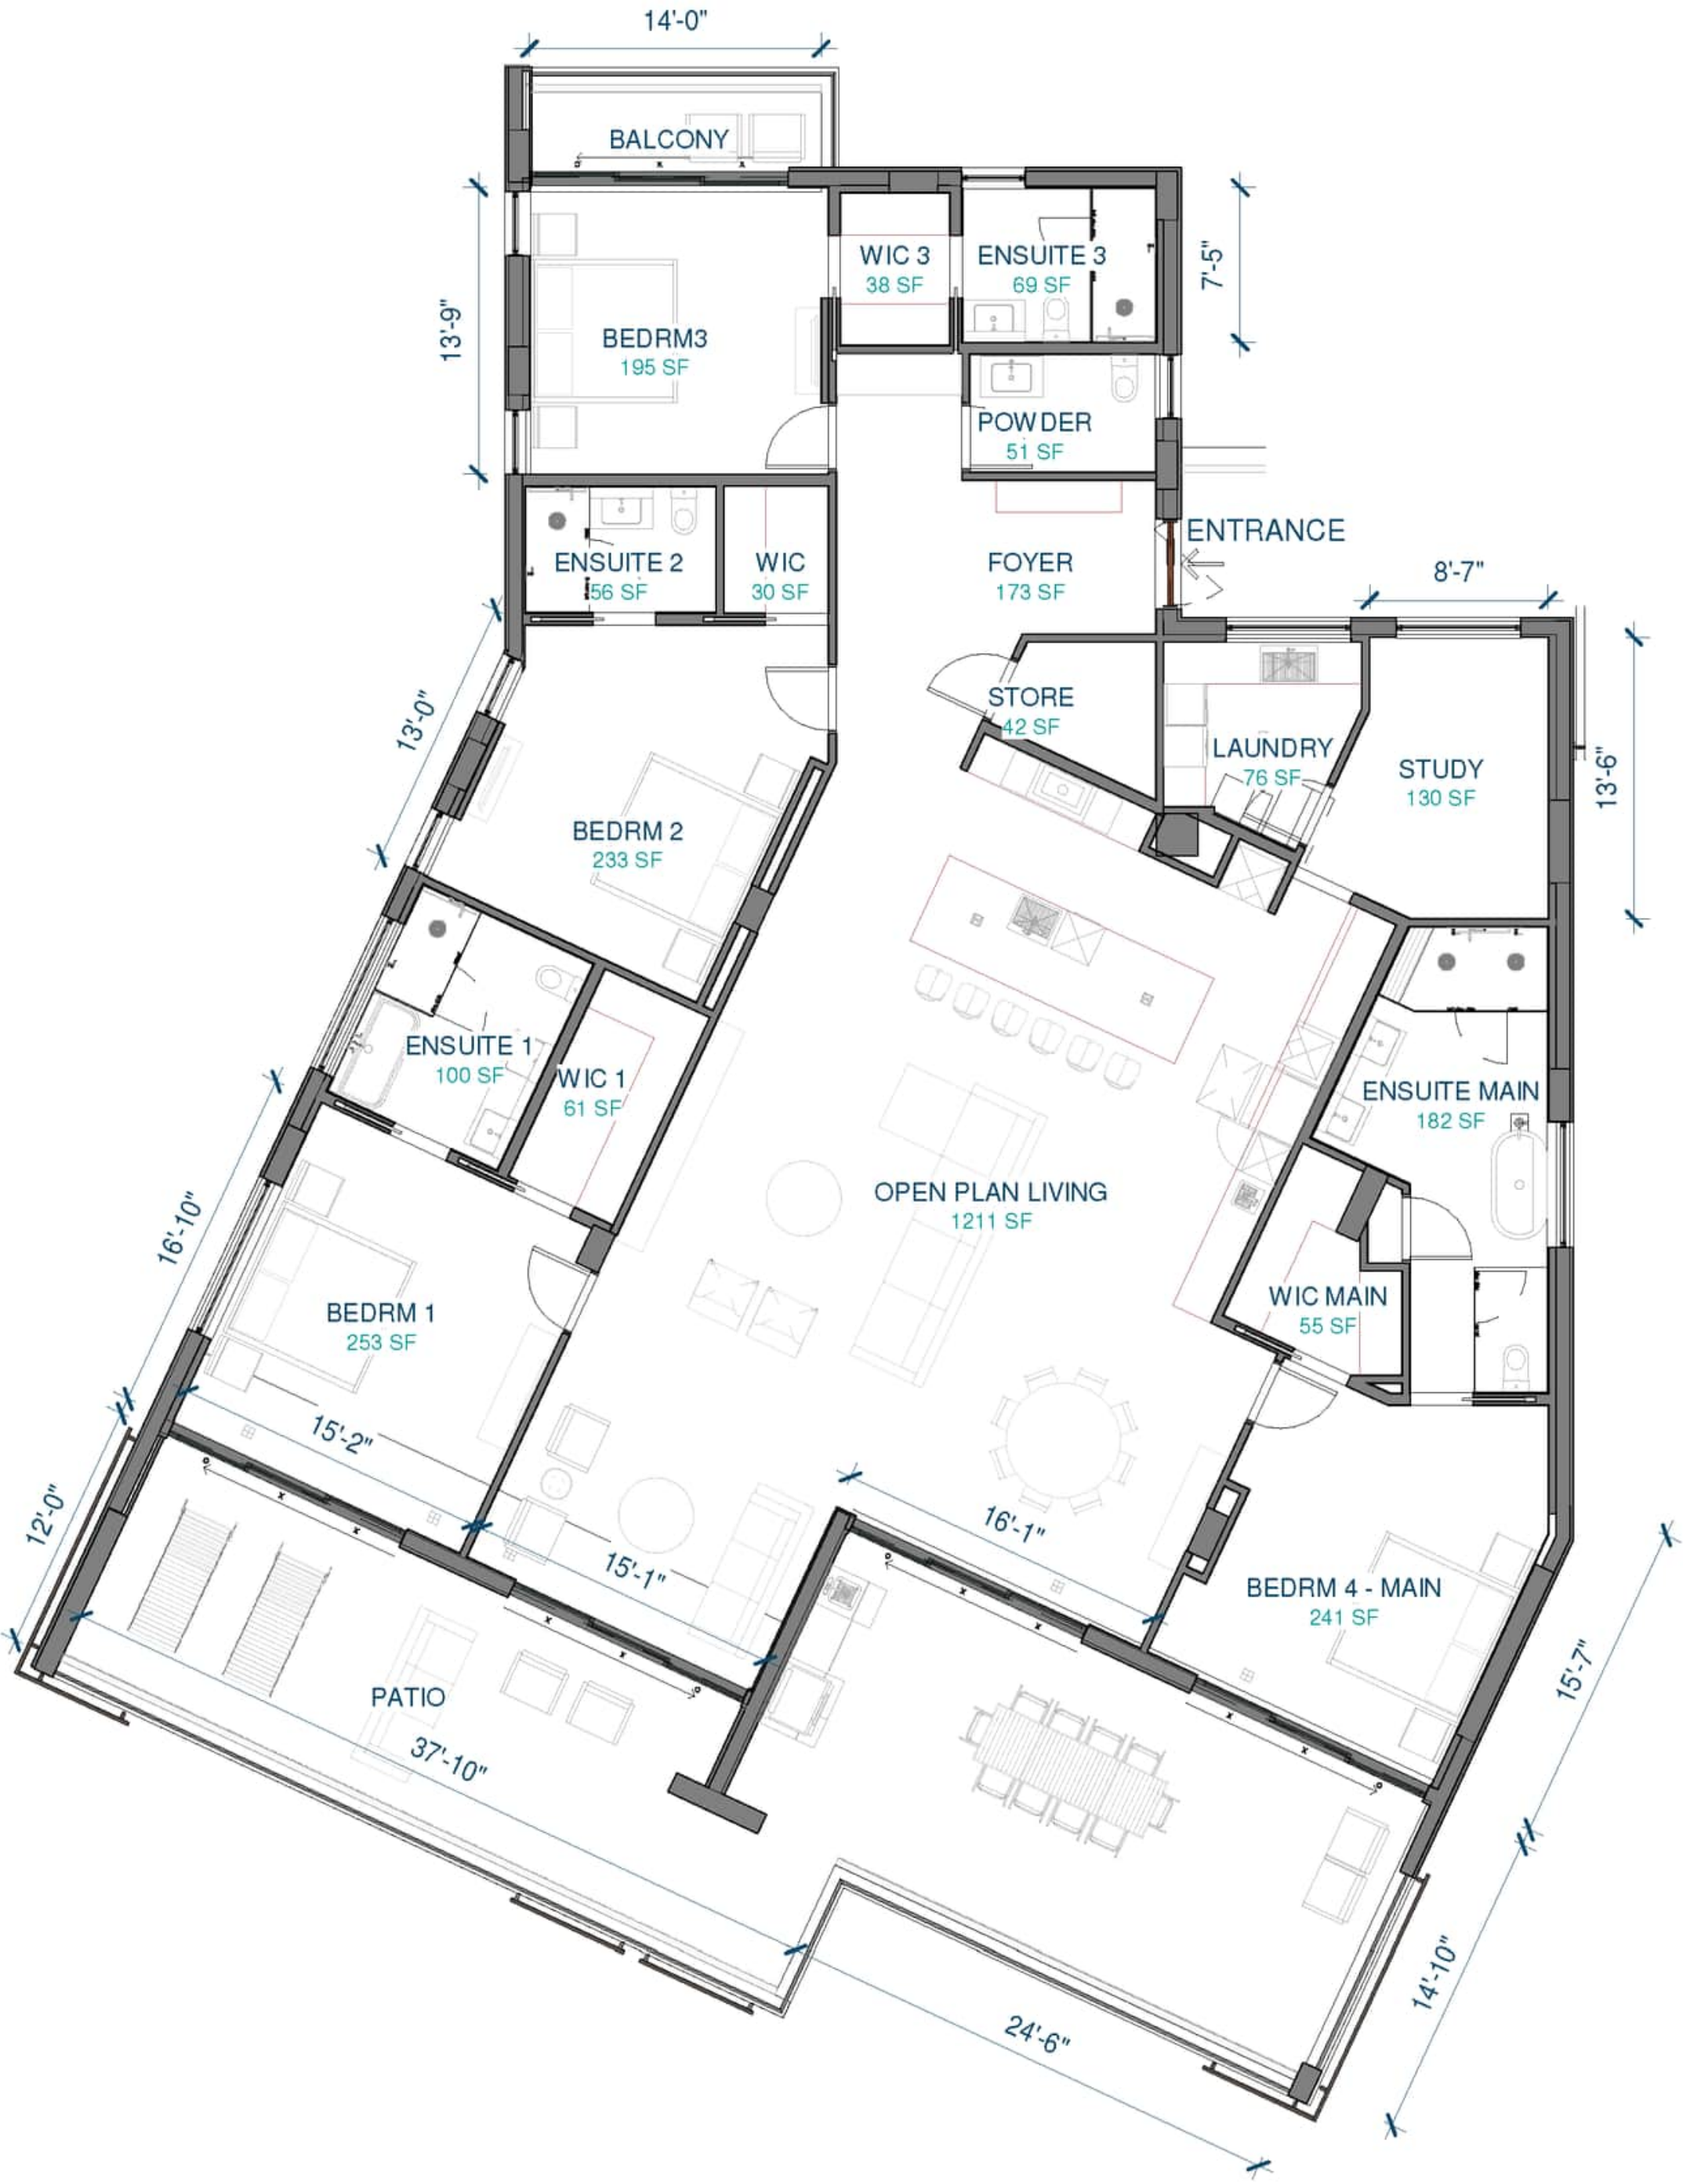 14'-0"
BALCONY
13'-9"
BEDRM3
195 SF
WIC 3
38 SF
ENSUITE 3
69 SF
7'-5"
POWDER
51 SF
ENTRANCE
ENSUITE 2
56 SF
WIC
30 SF
FOYER
173 SF
8'-7"
13'-0"
STORE
42 SF
LAUNDRY
76 SF
STUDY
130 SF
13'-6"
BEDRM 2
233 SF
ENSUITE 1
100 SF
WIC 1
61 SF
ENSUITE MAIN
182 SF
OPEN PLAN LIVING
1211 SF
16'-10"
BEDRM 1
253 SF
WIC MAIN
55 SF
15'-2"
12'-0"
16'-1"
15'-1"
BEDRM 4 - MAIN
241 SF
15'-7"
PATIO
37'-10"
14'-10"
24'-6"